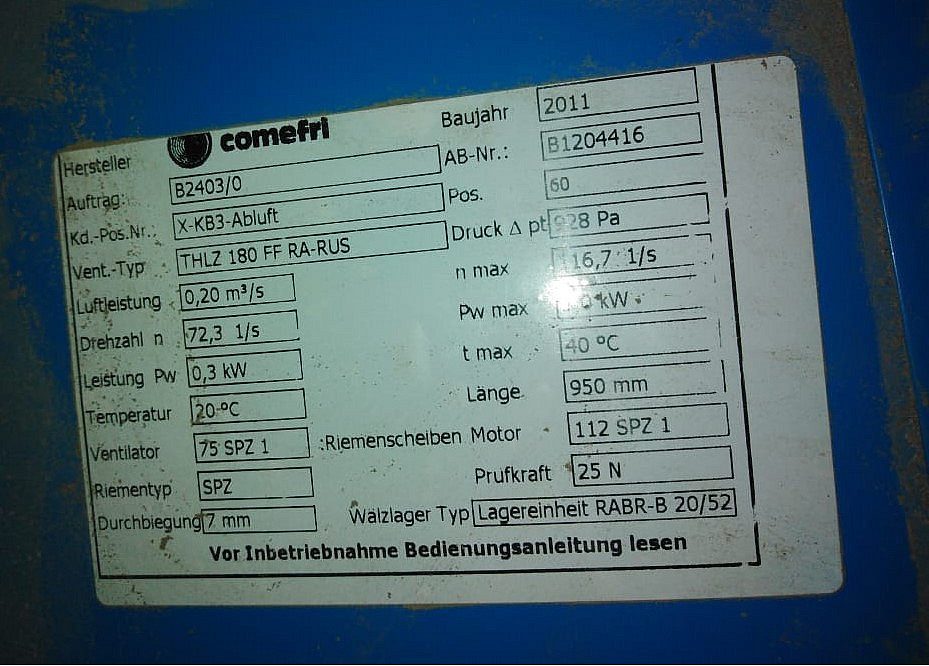 Hersteller comefri Baujahr 2011
Auftrag: B2403/0 AB-Nr.: B1204416
Kd.-Pos.Nr.: X-KB3-Abluft Pos. 60
Vent.-Typ THLZ 180 FF RA-RUS Druck Δ pt 928 Pa
Luftleistung 0,20 m³/s n max 1/s
Drehzahl n 72,3 1/s Pw max kW
Leistung Pw 0,3 kW t max 40 ºC
Temperatur 20 ºC Länge 950 mm
Ventilator 75 SPZ 1 :Riemenscheiben Motor 112 SPZ 1
Riementyp SPZ Prufkraft 25 N
Durchbiegung 7 mm Wälzlager Typ Lagereinheit RABR-B 20/52
Vor Inbetriebnahme Bedienungsanleitung lesen